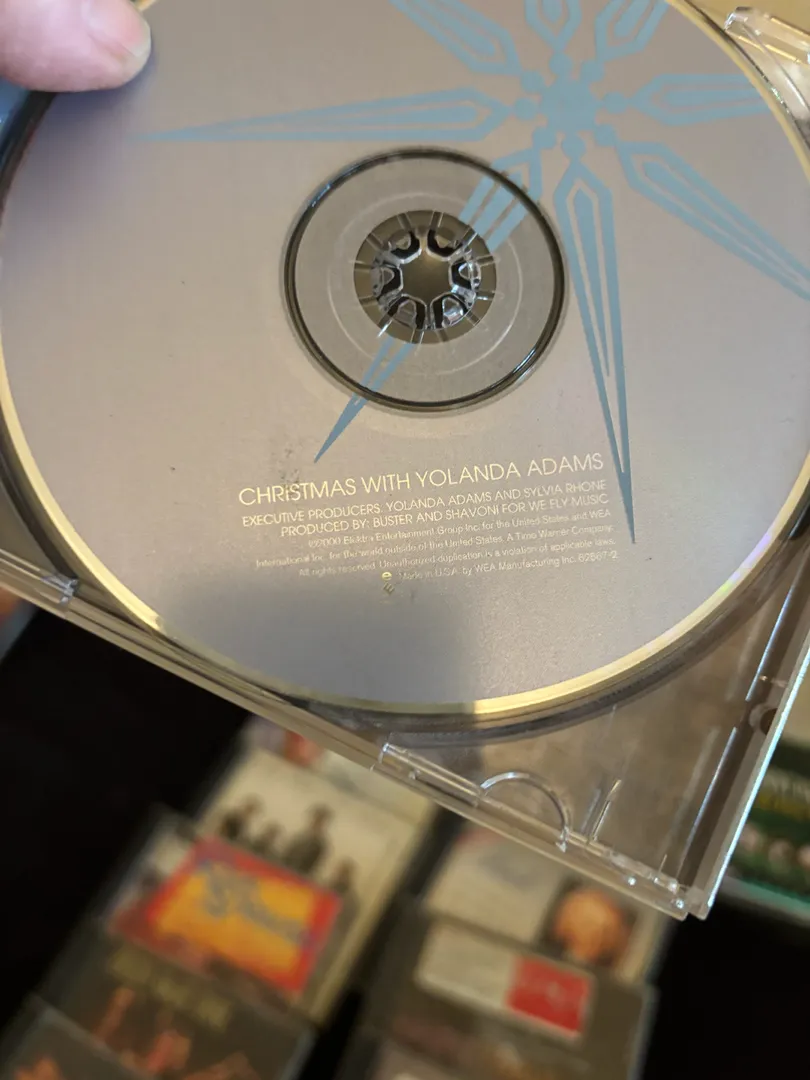 CHRISTMAS WITH YOLANDA ADAMS
EXECUTIVE PRODUCERS: YOLANDA ADAMS AND SYLVIA RHONE
PRODUCED BY: BUSTER AND SHAVONI FOR WE FLY MUSIC
℗©2000 Elektra Entertainment Group Inc. for the United States and WEA
International Inc. for the world outside of the United States. A Time Warner Company.
All rights reserved. Unauthorized duplication is a violation of applicable laws.
Made in U.S.A. by WEA Manufacturing Inc. 62567-2